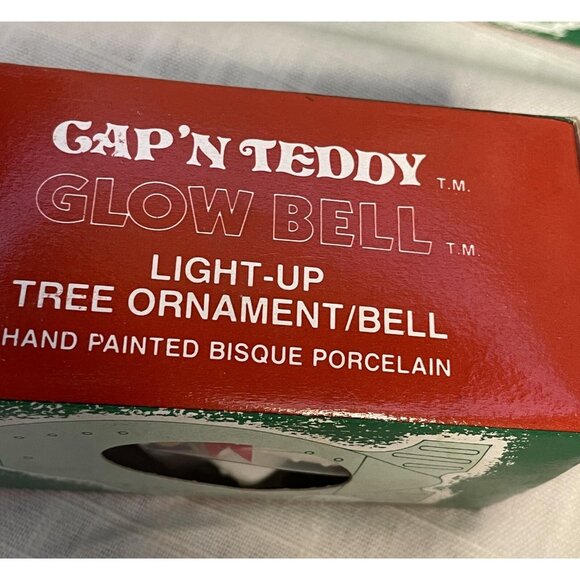 CAP'N TEDDY T.M.
GLOW BELL T.M.
LIGHT-UP
TREE ORNAMENT/BELL
HAND PAINTED BISQUE PORCELAIN